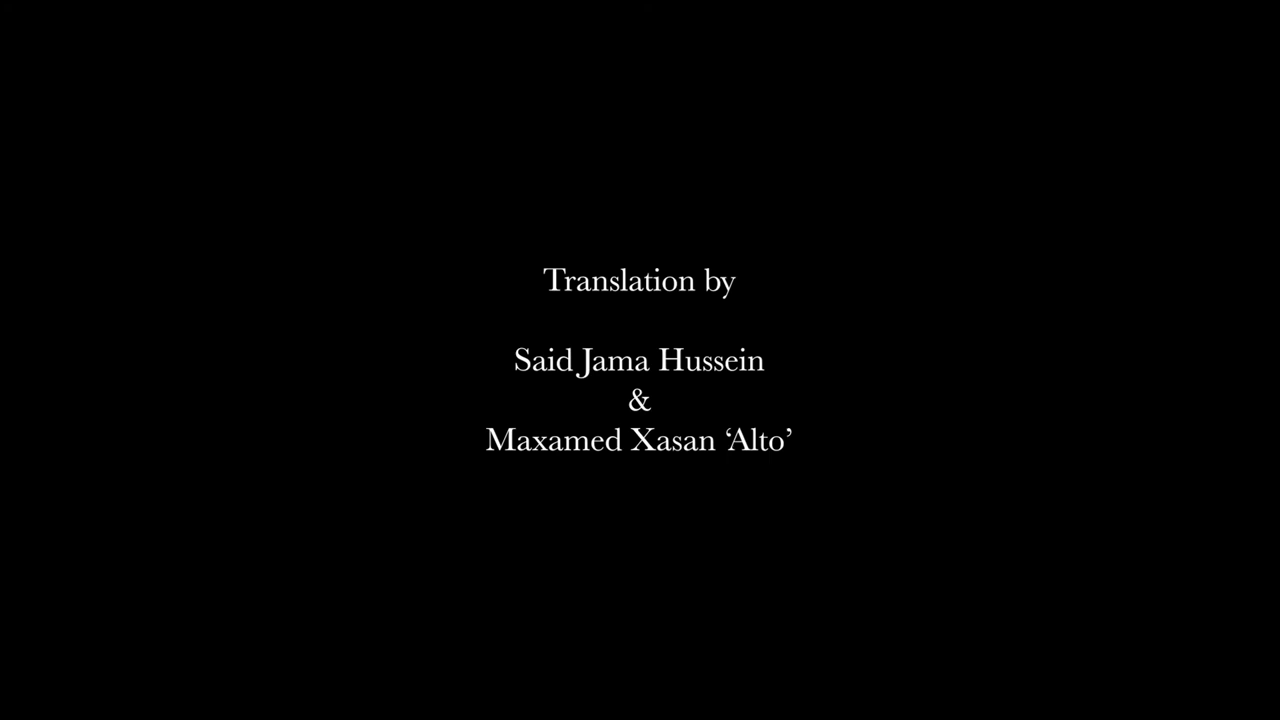 Translation by
Said Jama Hussein
&
Maxamed Xasan ‘Alto’